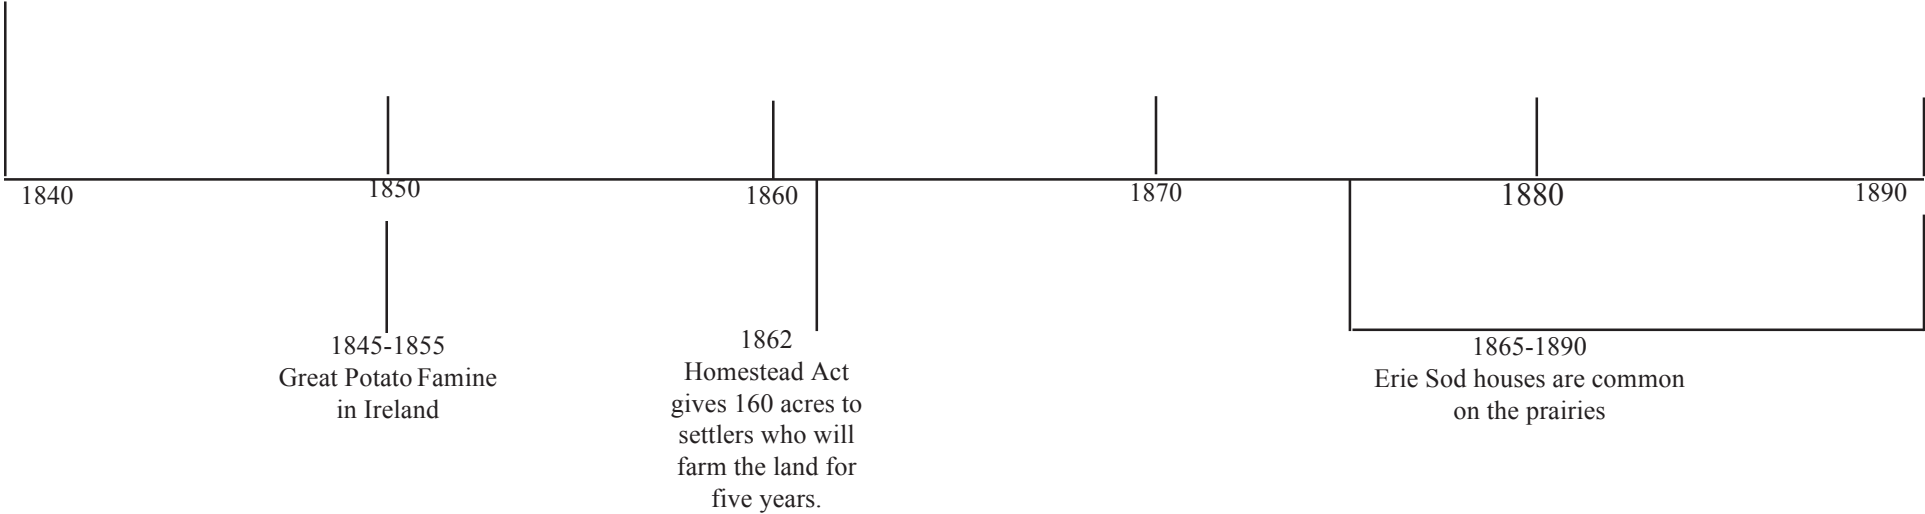 1840
1850
1860
1870
1880
1890
1845-1855
Great Potato Famine
in Ireland
1862
Homestead Act
gives 160 acres to
settlers who will
farm the land for
five years.
1865-1890
Erie Sod houses are common
on the prairies